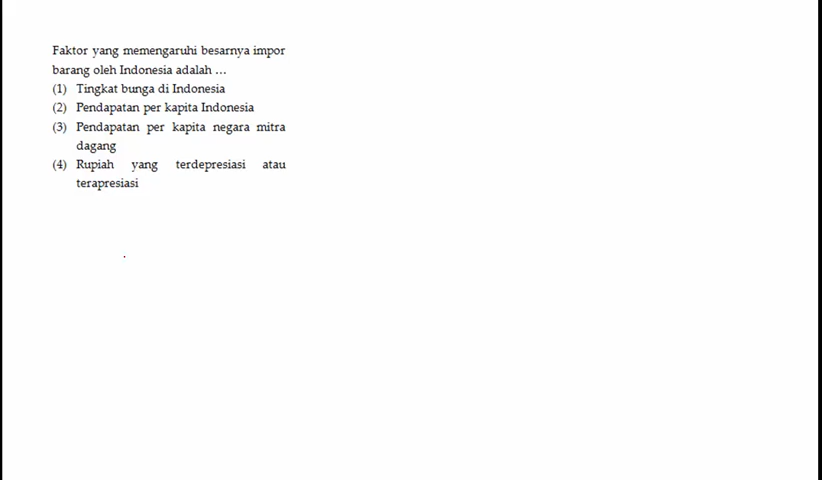 Faktor yang memengaruhi besarnya impor
barang oleh Indonesia adalah ...
(1) Tingkat bunga di Indonesia
(2) Pendapatan per kapita Indonesia
(3) Pendapatan per kapita negara mitra
dagang
(4) Rupiah yang terdepresiasi atau
terapresiasi